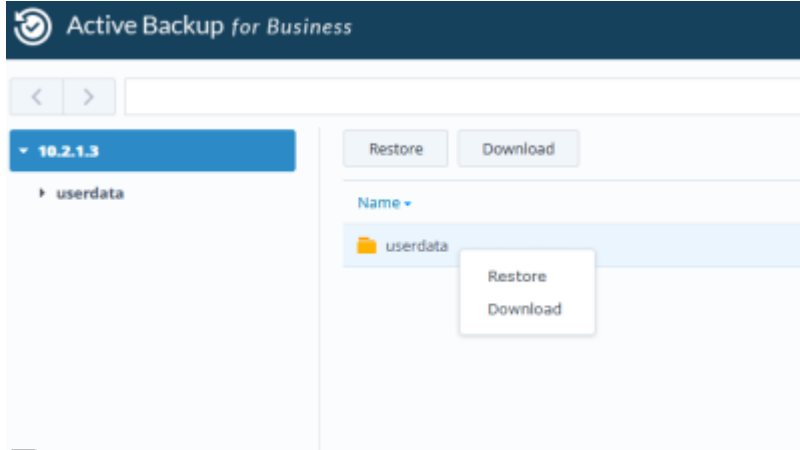 Active Backup for Business
10.2.1.3
userdata
Restore
Download
Name
userdata
Restore
Download